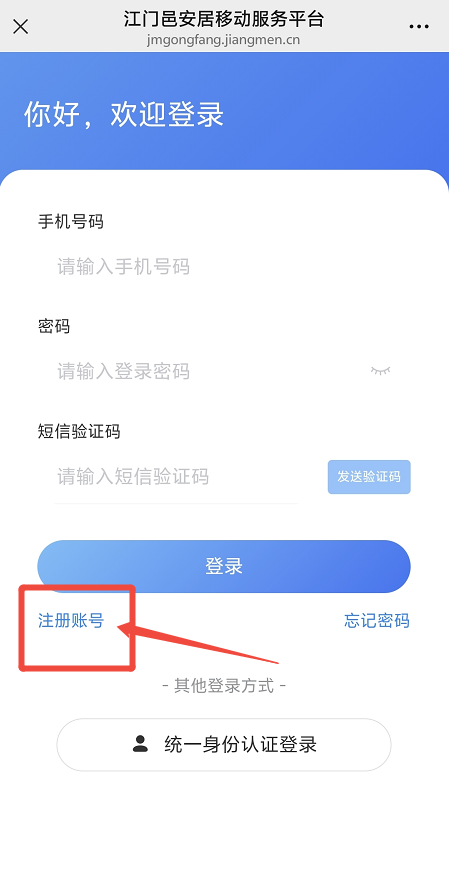 江门邑安居移动服务平台
jmgongfang.jiangmen.cn
你好，欢迎登录
手机号码
请输入手机号码
密码
请输入登录密码
短信验证码
请输入短信验证码 发送验证码
登录
注册账号 忘记密码
- 其他登录方式 -
统一身份认证登录